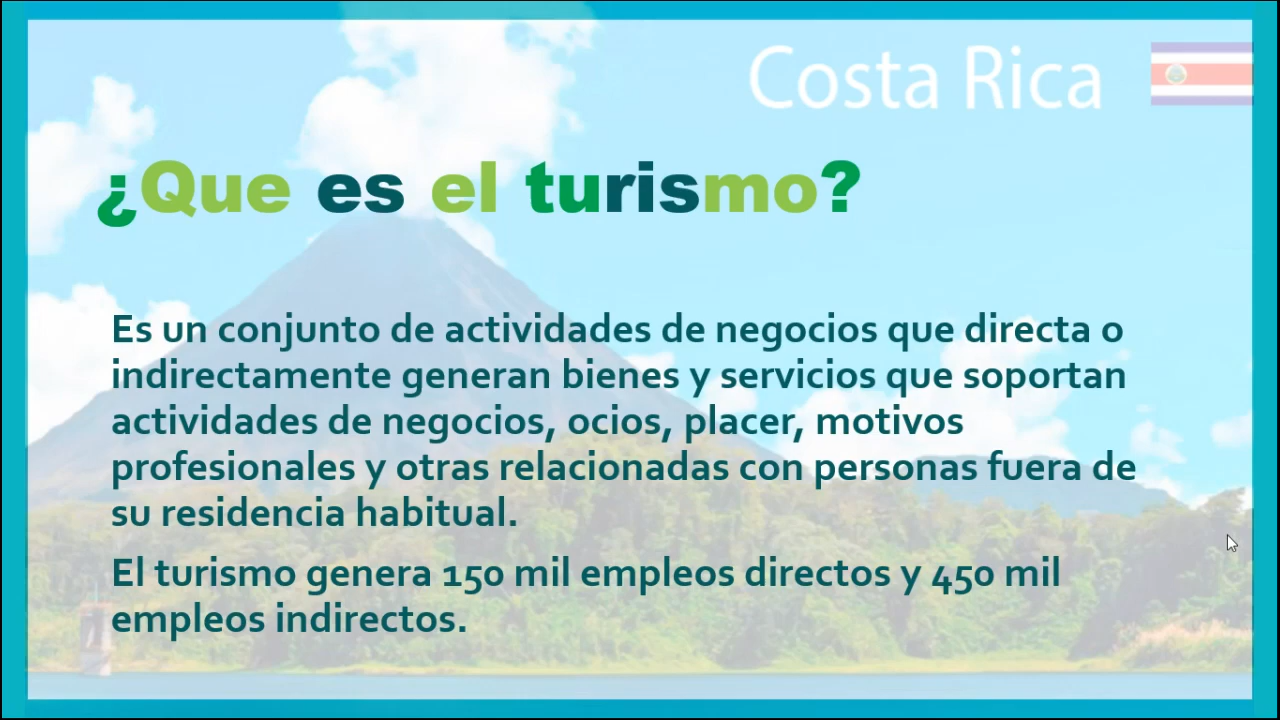 Costa Rica
¿Que es el turismo?
Es un conjunto de actividades de negocios que directa o
indirectamente generan bienes y servicios que soportan
actividades de negocios, ocios, placer, motivos
profesionales y otras relacionadas con personas fuera de
su residencia habitual.
El turismo genera 150 mil empleos directos y 450 mil
empleos indirectos.